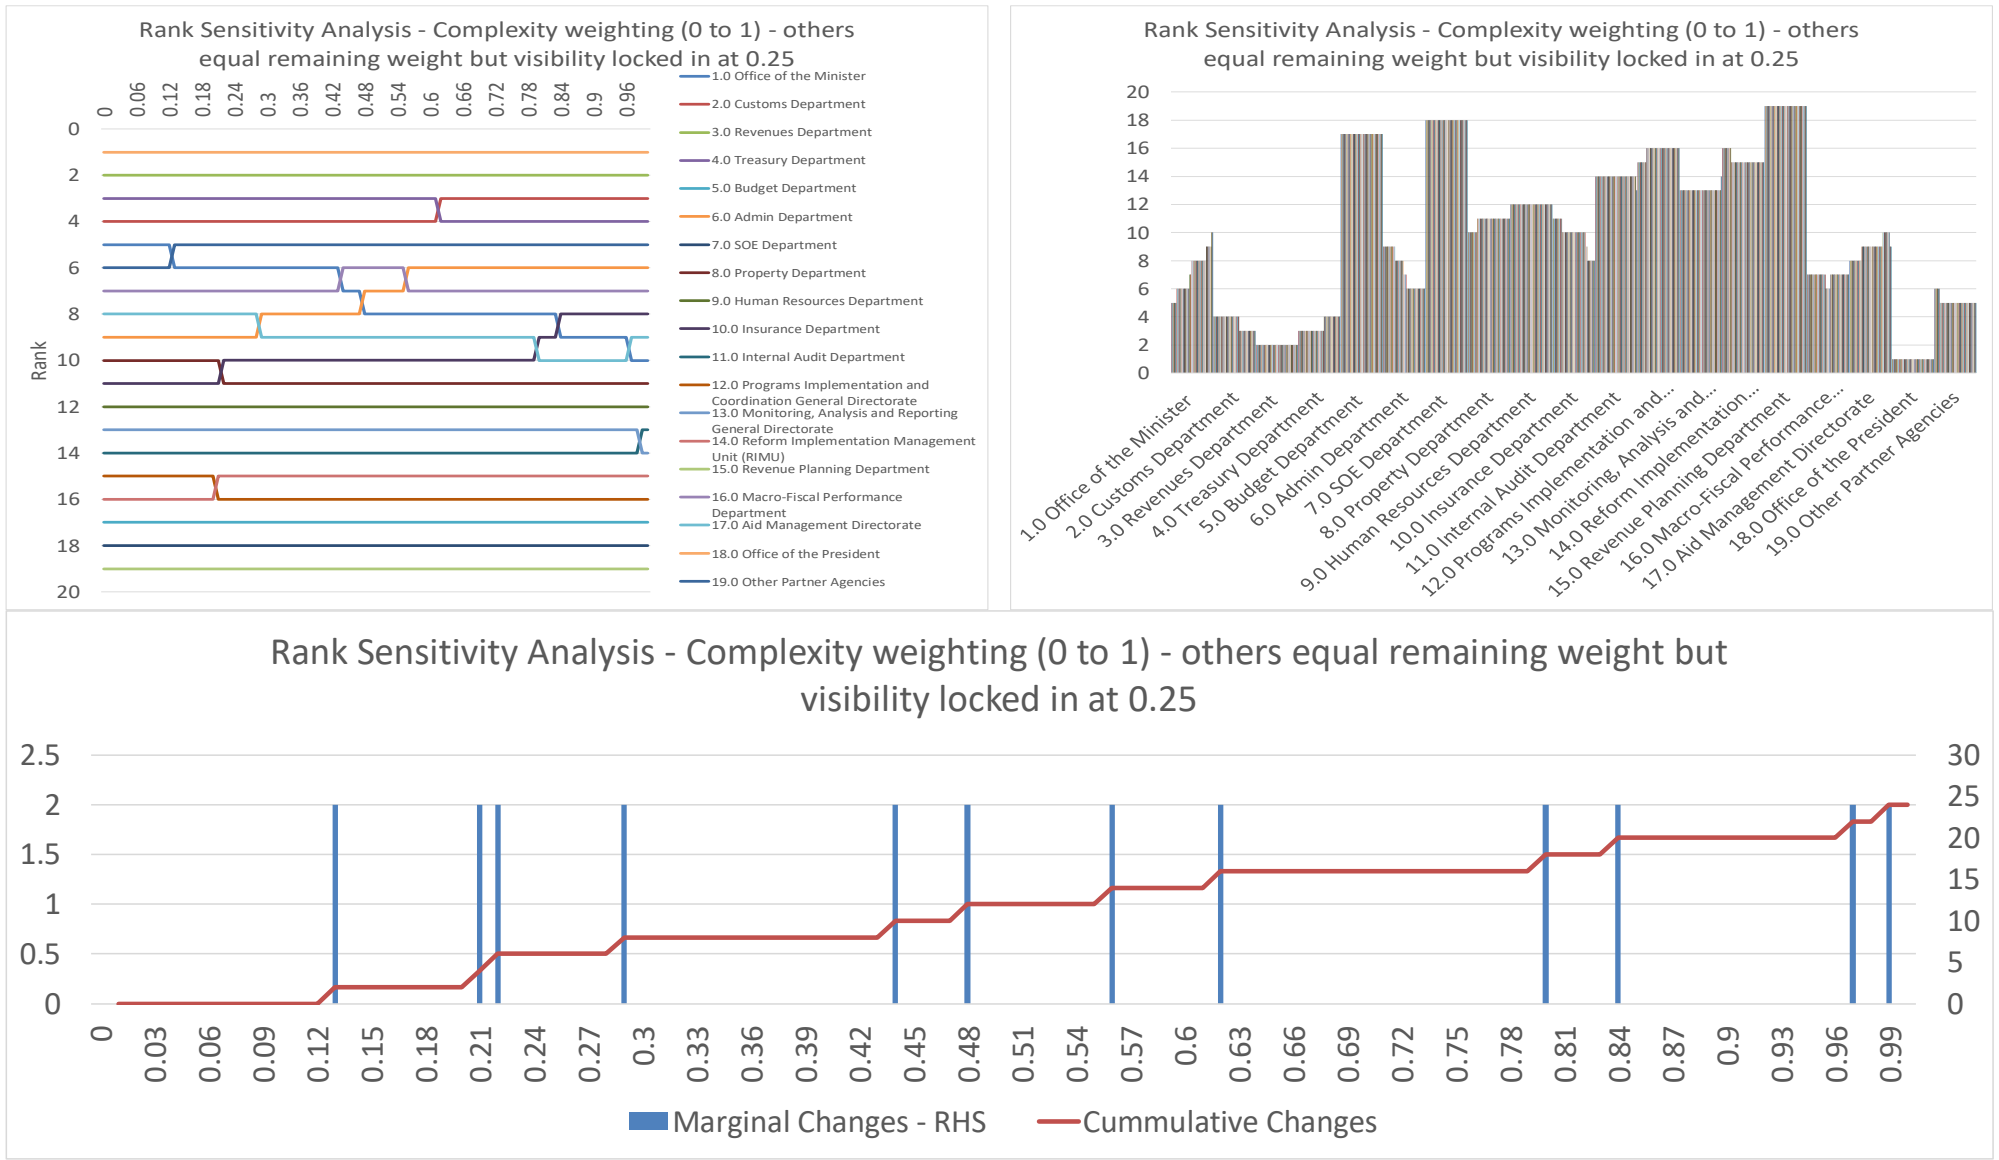 Rank Sensitivity Analysis - Complexity weighting (0 to 1) - others
equal remaining weight but visibility locked in at 0.25
0 0.06 0.12 0.18 0.24 0.3 0.36 0.42 0.48 0.54 0.6 0.66 0.72 0.78 0.84 0.9 0.96
0
2
4
6
8
10
12
14
16
18
20
Rank
1.0 Office of the Minister
2.0 Customs Department
3.0 Revenues Department
4.0 Treasury Department
5.0 Budget Department
6.0 Admin Department
7.0 SOE Department
8.0 Property Department
9.0 Human Resources Department
10.0 Insurance Department
11.0 Internal Audit Department
12.0 Programs Implementation and
Coordination General Directorate
13.0 Monitoring, Analysis and Reporting
General Directorate
14.0 Reform Implementation Management
Unit (RIMU)
15.0 Revenue Planning Department
16.0 Macro-Fiscal Performance
Department
17.0 Aid Management Directorate
18.0 Office of the President
19.0 Other Partner Agencies
Rank Sensitivity Analysis - Complexity weighting (0 to 1) - others
equal remaining weight but visibility locked in at 0.25
20
18
16
14
12
10
8
6
4
2
0
1.0 Office of the Minister
2.0 Customs Department
3.0 Revenues Department
4.0 Treasury Department
5.0 Budget Department
6.0 Admin Department
7.0 SOE Department
8.0 Property Department
9.0 Human Resources Department
10.0 Insurance Department
11.0 Internal Audit Department
12.0 Programs Implementation and...
13.0 Monitoring, Analysis and...
14.0 Reform Implementation...
15.0 Revenue Planning Department
16.0 Macro-Fiscal Performance...
17.0 Aid Management Directorate
18.0 Office of the President
19.0 Other Partner Agencies
Rank Sensitivity Analysis - Complexity weighting (0 to 1) - others equal remaining weight but
visibility locked in at 0.25
2.5
2
1.5
1
0.5
0
30
25
20
15
10
5
0
0 0.03 0.06 0.09 0.12 0.15 0.18 0.21 0.24 0.27 0.3 0.33 0.36 0.39 0.42 0.45 0.48 0.51 0.54 0.57 0.6 0.63 0.66 0.69 0.72 0.75 0.78 0.81 0.84 0.87 0.9 0.93 0.96 0.99
Marginal Changes - RHS
Cummulative Changes